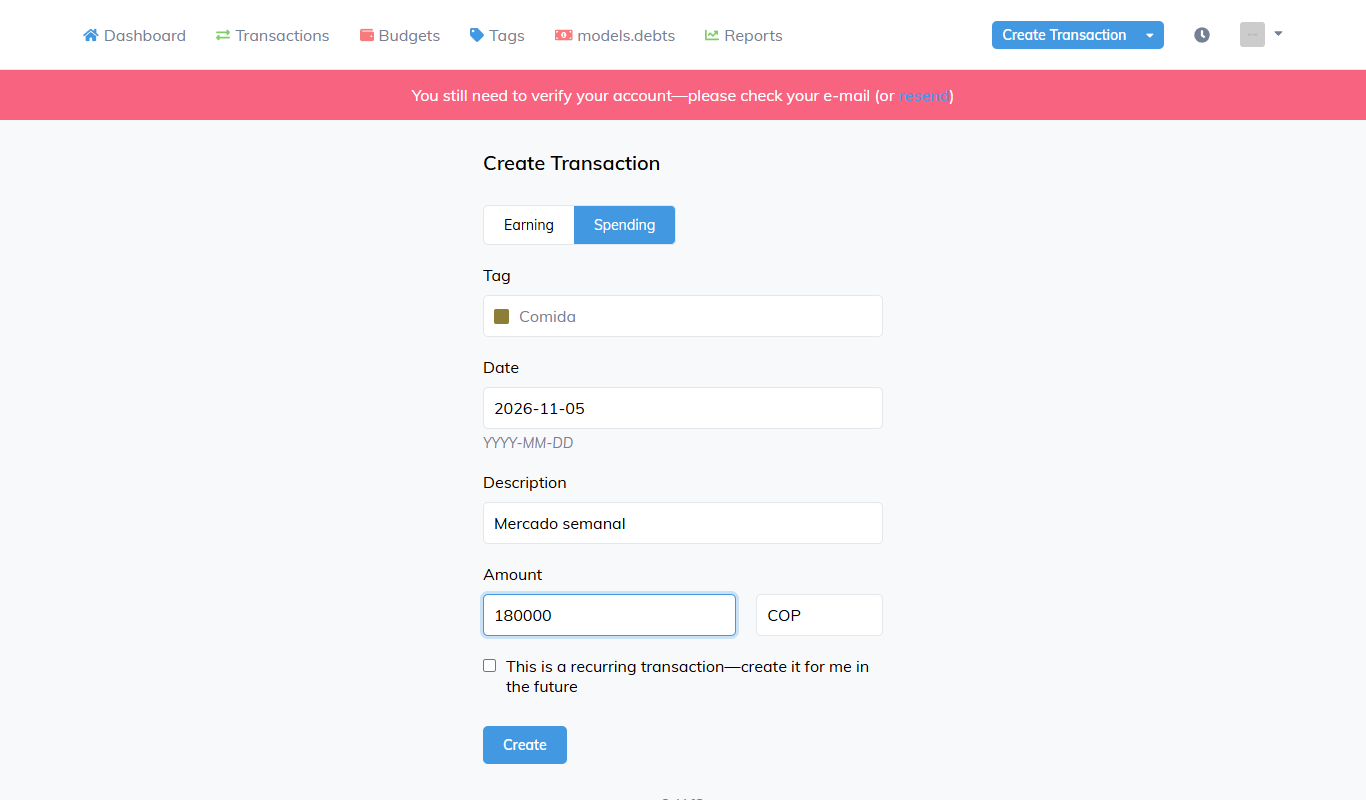 Dashboard Transactions Budgets Tags models.debts Reports Create Transaction
You still need to verify your account—please check your e-mail (or resend)
Create Transaction
Earning Spending
Tag
Comida
Date
2026-11-05
YYYY-MM-DD
Description
Mercado semanal
Amount
180000 COP
This is a recurring transaction—create it for me in
the future
Create